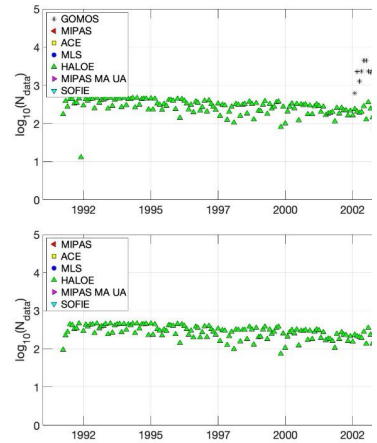 GOMOS
MIPAS
ACE
MLS
HALOE
MIPAS MA UA
SOFIE
log10(Ndata)
5
4
3
2
1
0
1992
1995
1997
2000
2002
MIPAS
ACE
MLS
HALOE
MIPAS MA UA
SOFIE
log10(Ndata)
5
4
3
2
1
0
1992
1995
1997
2000
2002